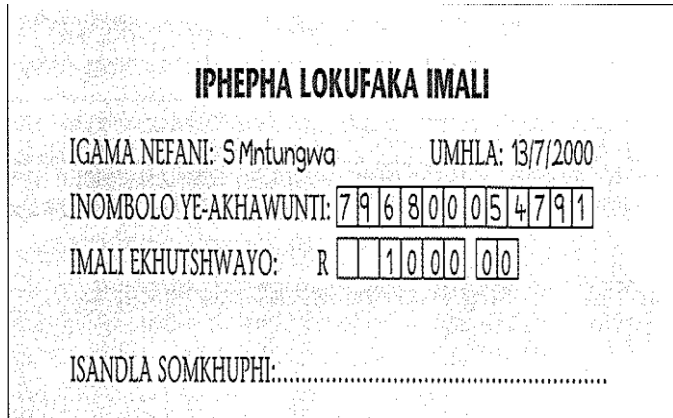 IPHEPHA LOKUFAKA IMALI
IGAMA NEFANI: S Mntungwa UMHLA: 13/7/2000
INOMBOLO YE-AKHAWUNTI: 796800054791
IMALI EKHUTSHWAYO: R 1000 00
ISANDLA SOMKHUPHI:..........................................................